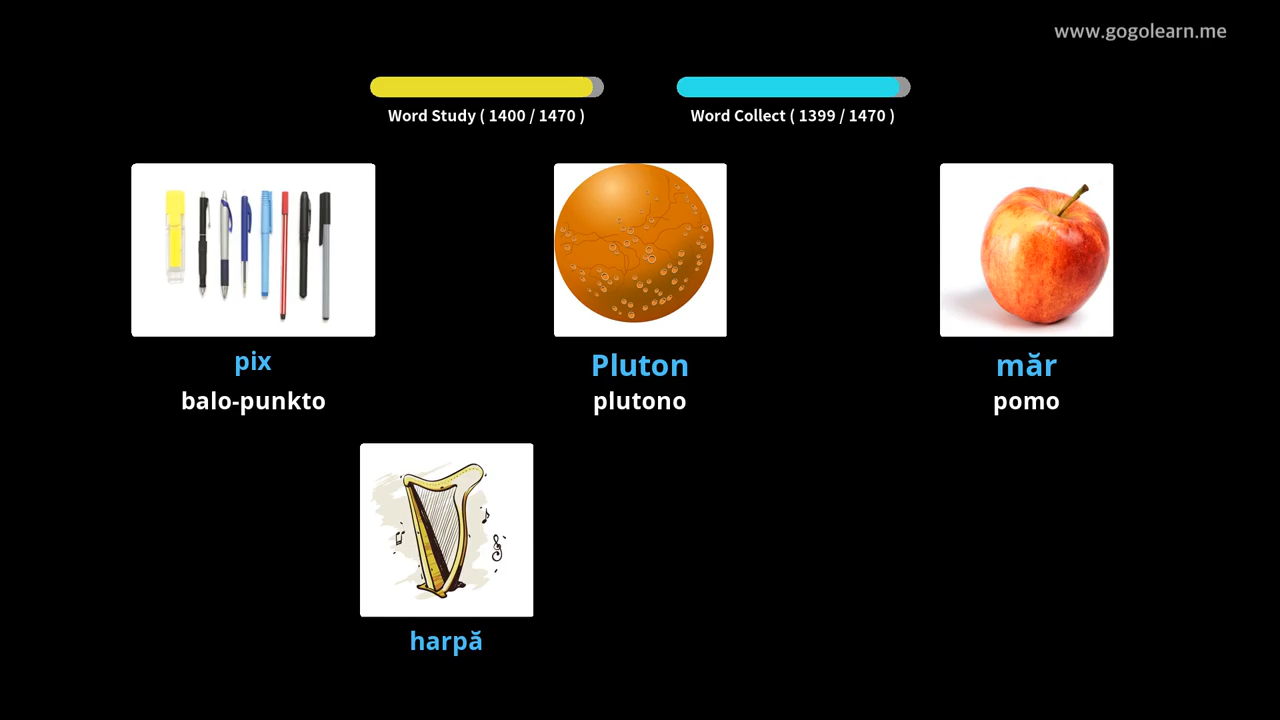 www.gogolearn.me
Word Study ( 1400 / 1470 )
Word Collect ( 1399 / 1470 )
pix
balo-punkto
Pluton
plutono
măr
pomo
harpă